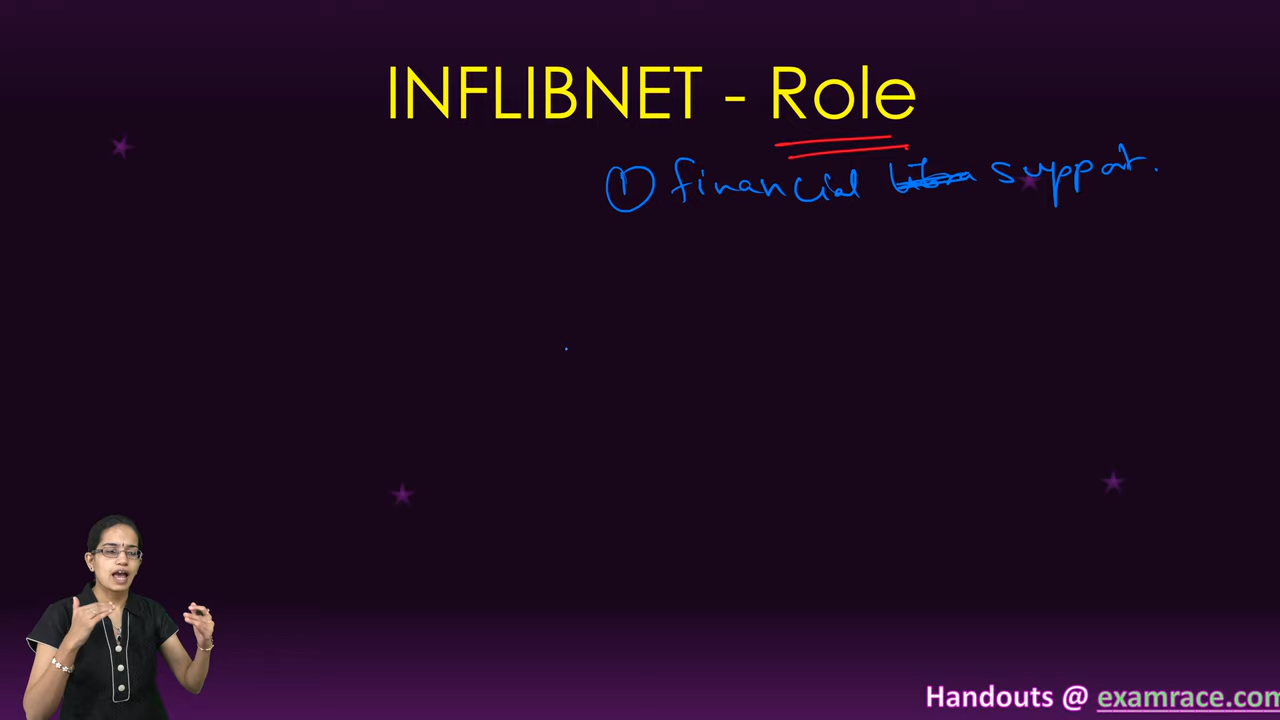 INFLIBNET - Role
① financial support.
Handouts @ examrace.com